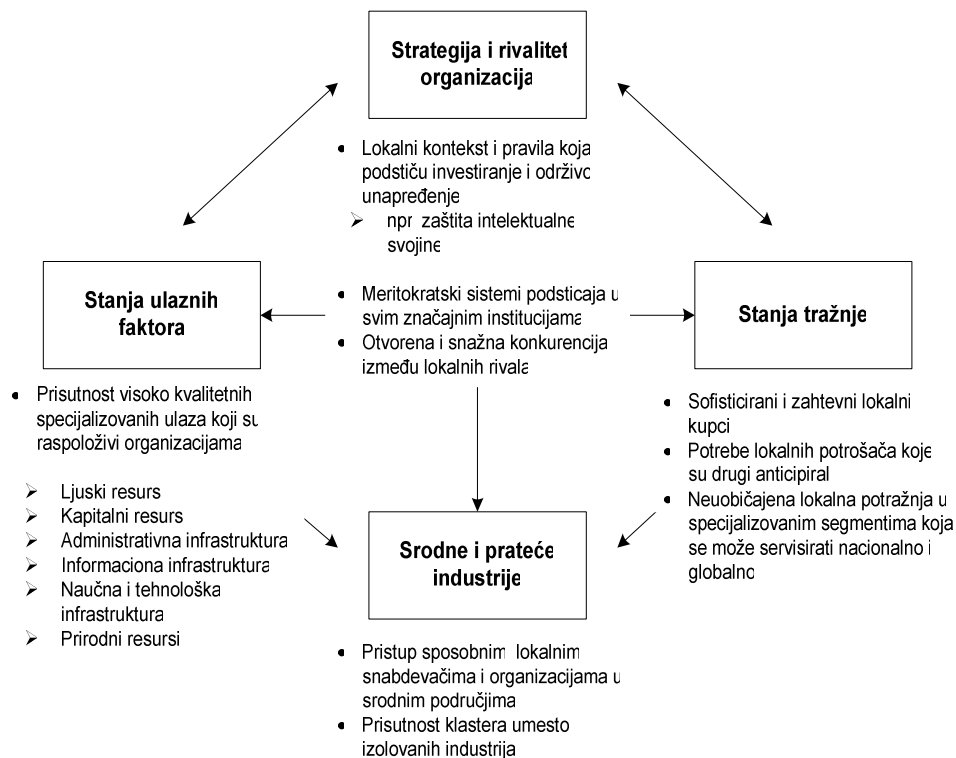 Strategija i rivalitet
organizacija
Lokalni kontekst i pravila koja
podstiču investiranje i održivo
unapređenje
npr zaštita intelektualne
svojine
Stanja ulaznih
faktora
Meritokratski sistemi podsticaja u
svim značajnim institucijama
Otvorena i snažna konkurencija
između lokalnih rivala
Stanja tražnje
Prisutnost visoko kvalitetnih
specijalizovanih ulaza koji su
raspoloživi organizacijama
Ljuski resurs
Kapitalni resurs
Administrativna infrastruktura
Informaciona infrastruktura
Naučna i tehnološka
infrastruktura
Prirodni resursi
Sofisticirani i zahtevni lokalni
kupci
Potrebe lokalnih potrošača koje
su drugi anticipiral
Neuobičajena lokalna potražnja u
specijalizovanim segmentima koja
se može servisirati nacionalno i
globalno
Srodne i prateće
industrije
Pristup sposobnim lokalnim
snabdevačima i organizacijama u
srodnim područjima
Prisutnost klastera umesto
izolovanih industrija